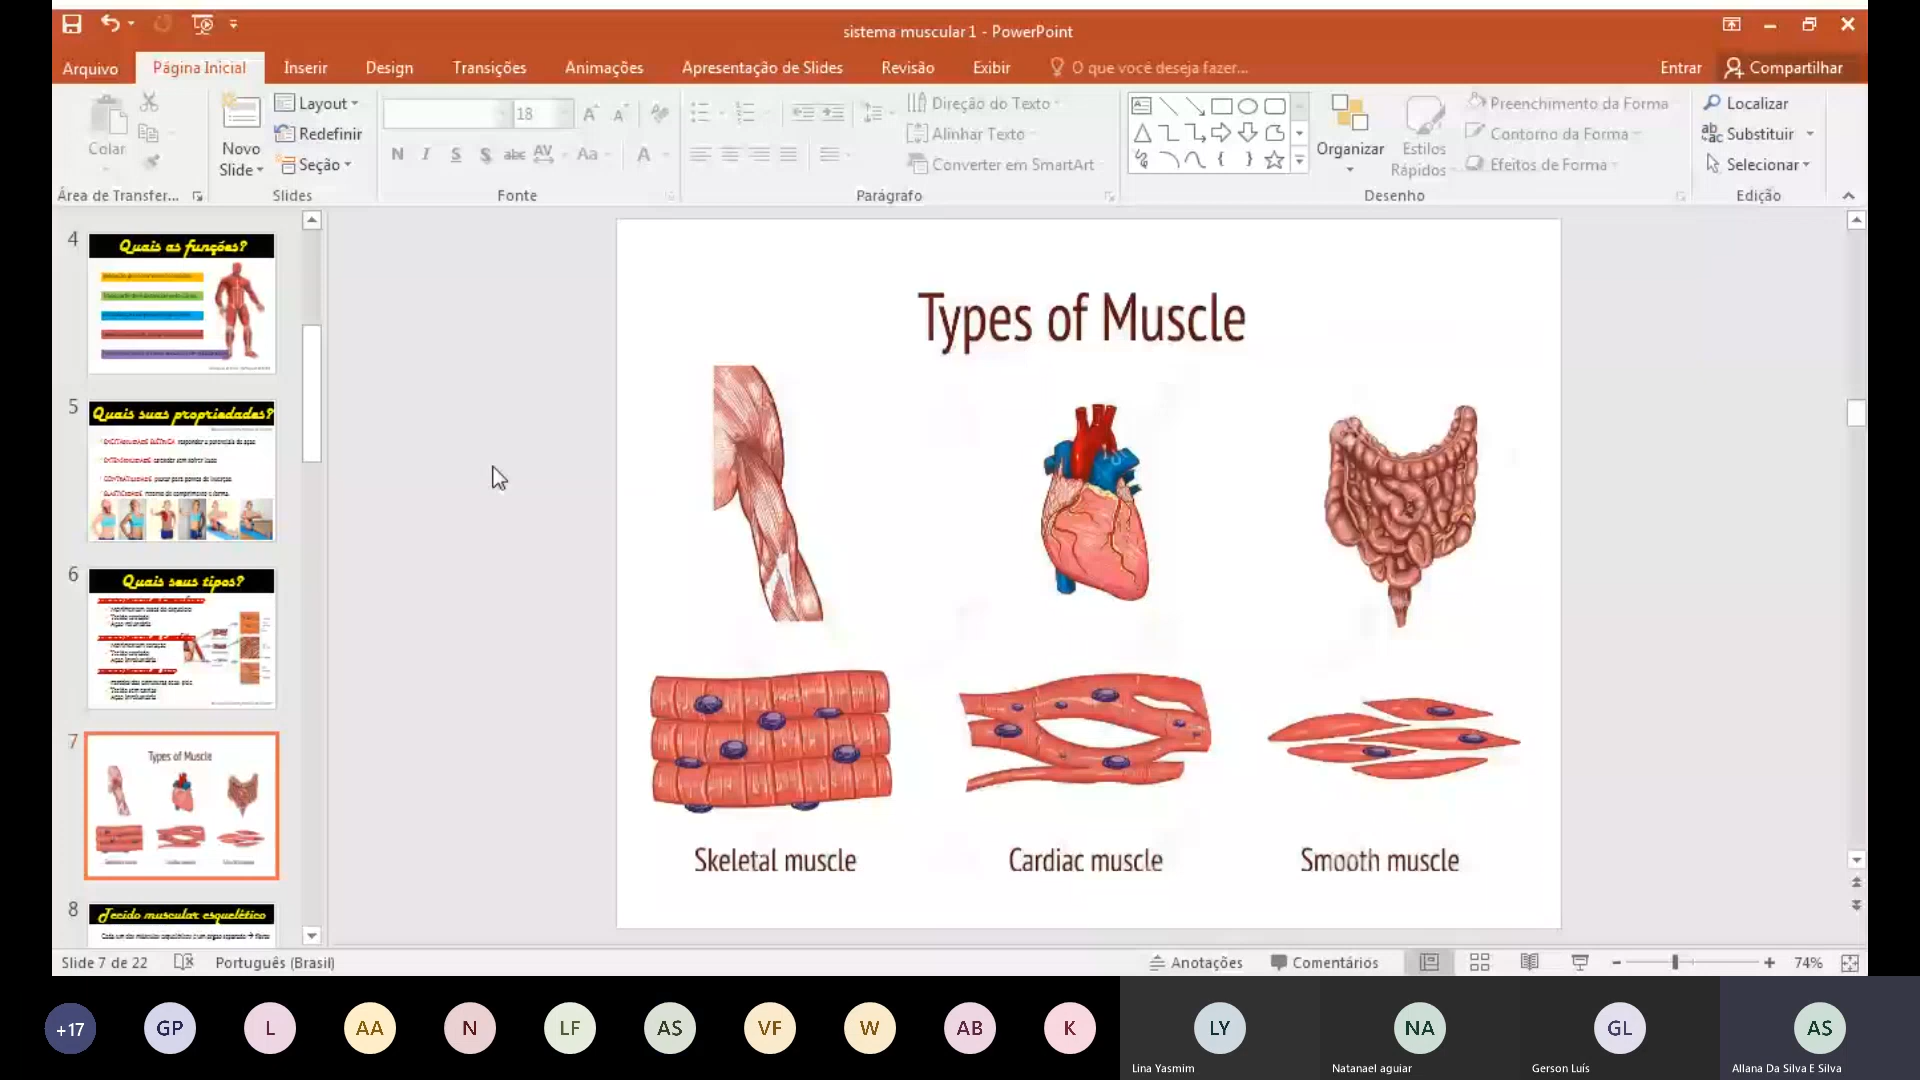 sistema muscular1 - PowerPoint
Arquivo
Página Inicial
Inserir
Design
Transições
Animações
Apresentação de Slides
Revisão
Exibir
O que você deseja fazer...
Entrar
Compartilhar
Colar
Novo
Slide
Layout
Redefinir
Seção
18
N I S S abc AV Aa A
Direção do Texto
Alinhar Texto
Converter em SmartArt
Organizar
Estilos
Rápidos
Preenchimento da Forma
Contorno da Forma
Efeitos de Forma
Localizar
Substituir
Selecionar
Área de Transfer...
Slides
Fonte
Parágrafo
Desenho
Edição
4
Quais as funções?
5
Quais suas propriedades?
6
Quais seus tipos?
7
Types of Muscle
8
Tecido muscular esquelético
Types of Muscle
Skeletal muscle
Cardiac muscle
Smooth muscle
Slide 7 de 22
Português (Brasil)
Anotações
Comentários
74%
+17
GP
L
AA
N
LF
AS
VF
W
AB
K
LY
Lina Yasmim
NA
Natanael aguiar
GL
Gerson Luís
AS
Allana Da Silva E Silva